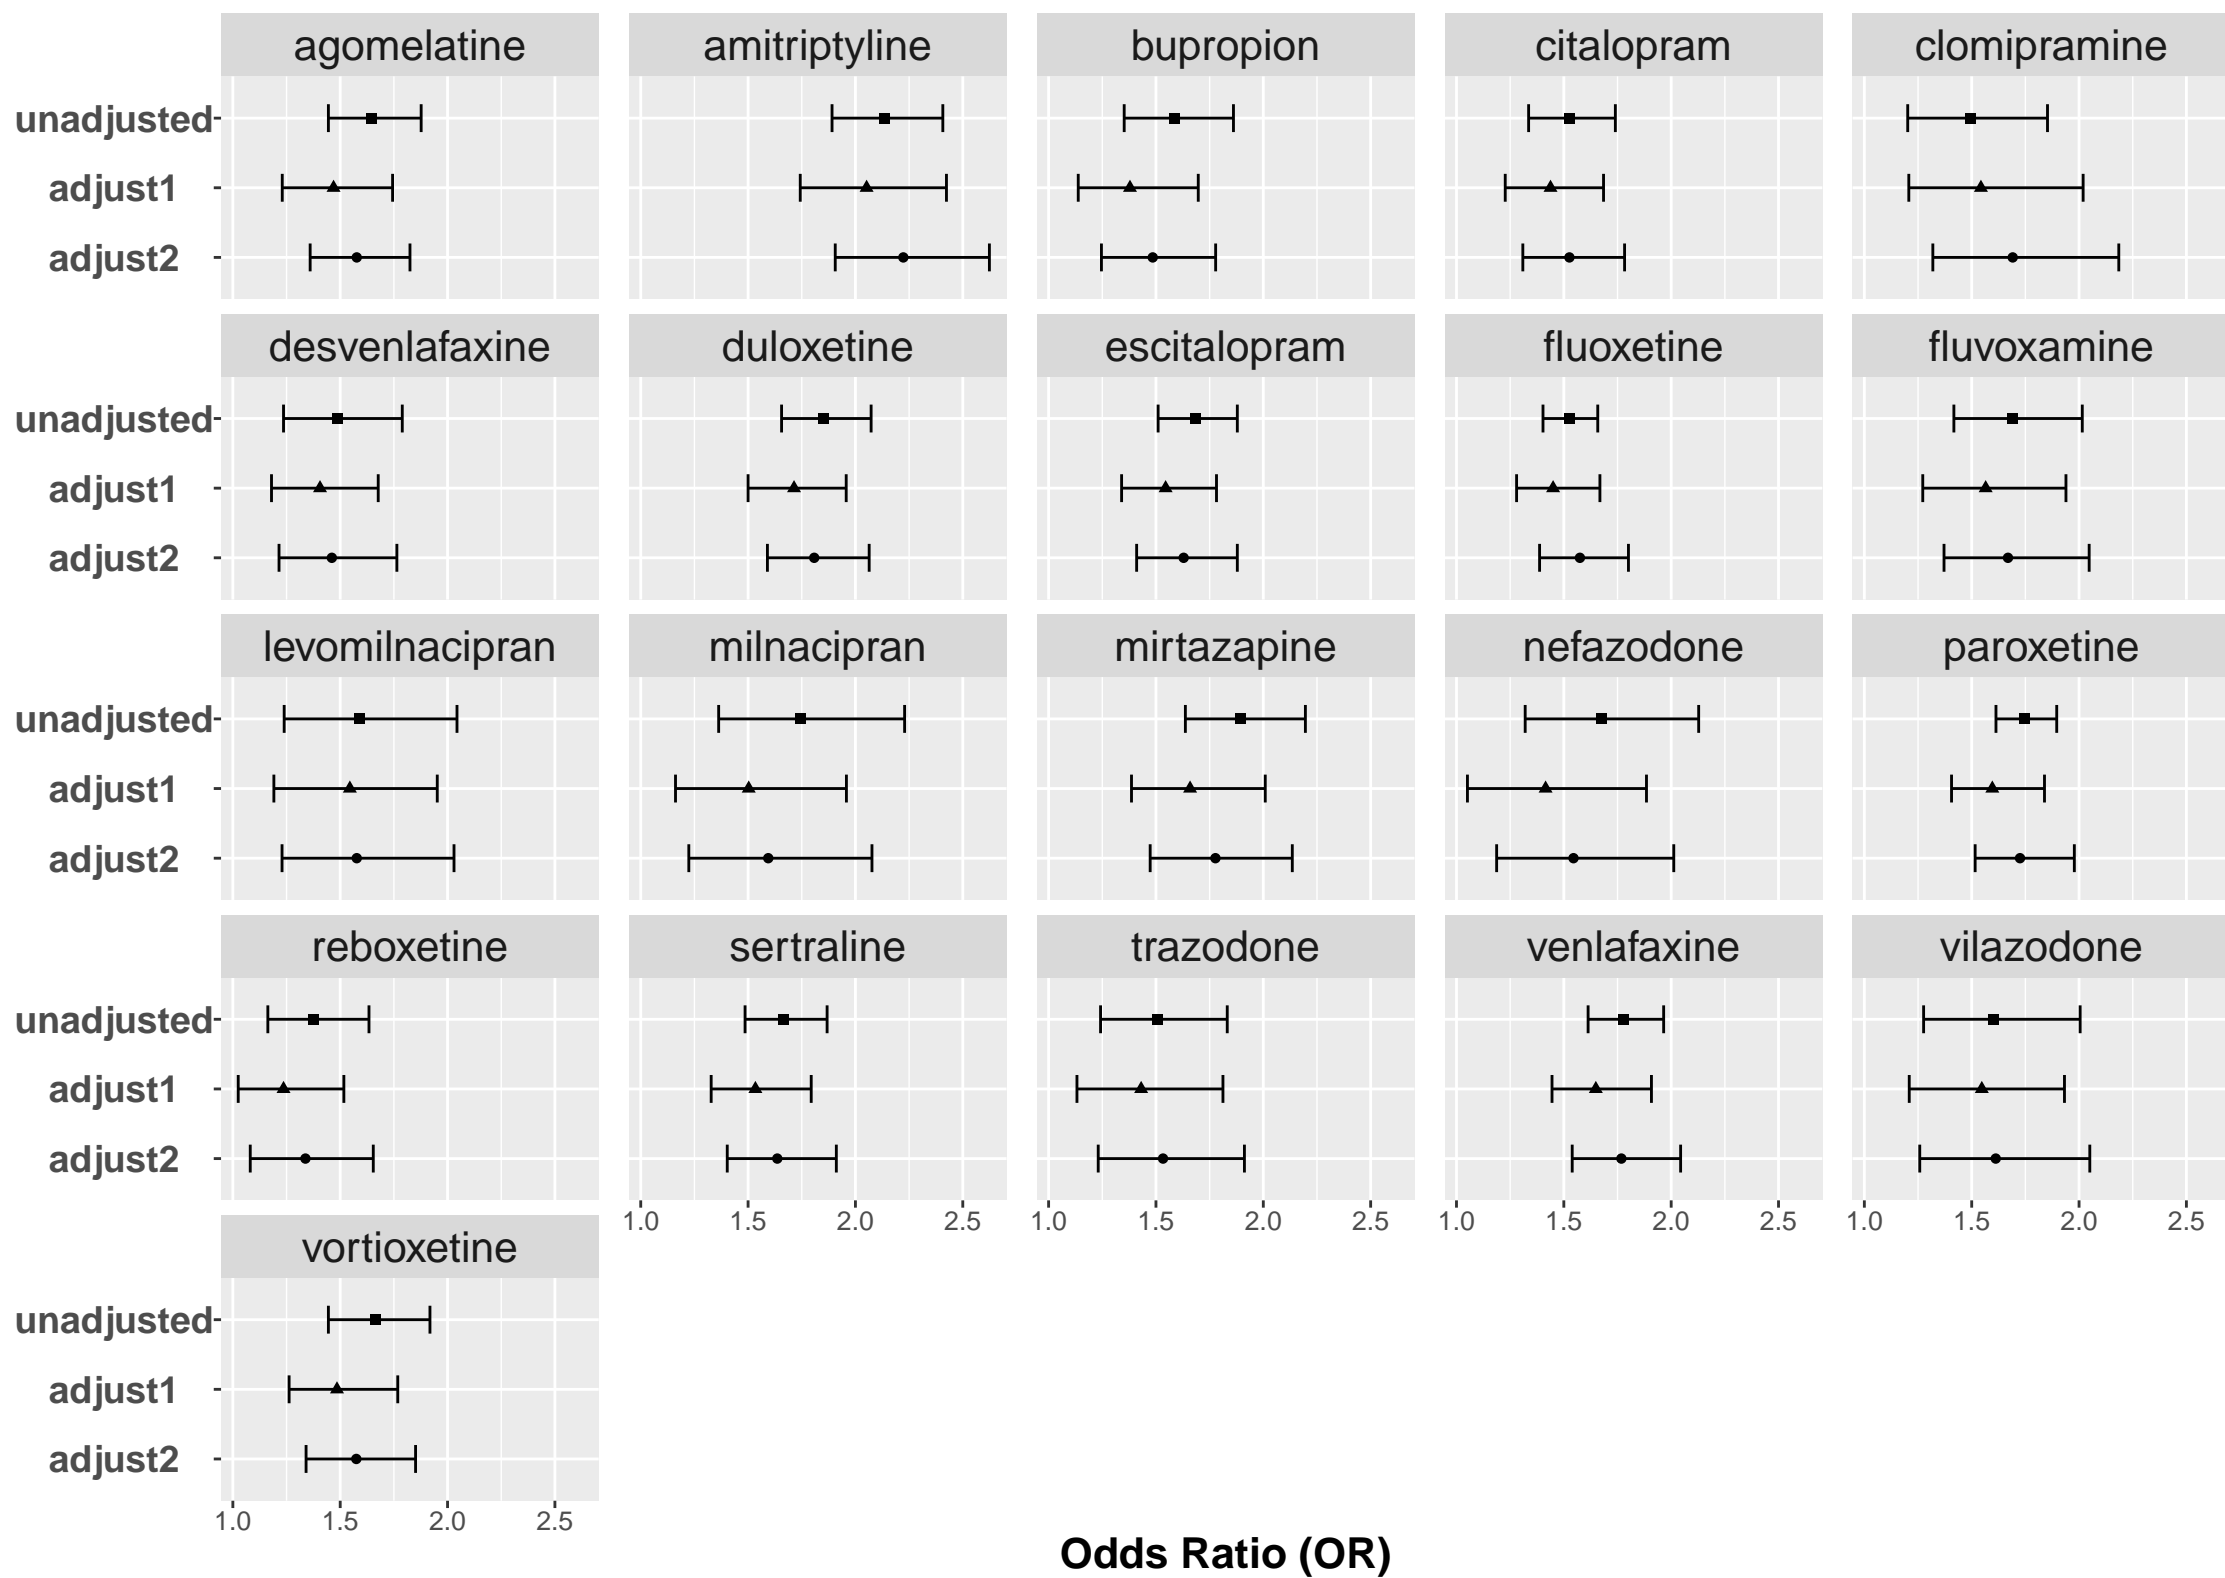 agomelatine amitriptyline bupropion citalopram clomipramine
unadjusted
adjust1
adjust2
desvenlafaxine duloxetine escitalopram fluoxetine fluvoxamine
unadjusted
adjust1
adjust2
levomilnacipran milnacipran mirtazapine nefazodone paroxetine
unadjusted
adjust1
adjust2
reboxetine sertraline trazodone venlafaxine vilazodone
unadjusted
adjust1
adjust2
1.0 1.5 2.0 2.5 1.0 1.5 2.0 2.5 1.0 1.5 2.0 2.5 1.0 1.5 2.0 2.5
vortioxetine
unadjusted
adjust1
adjust2
1.0 1.5 2.0 2.5
Odds Ratio (OR)